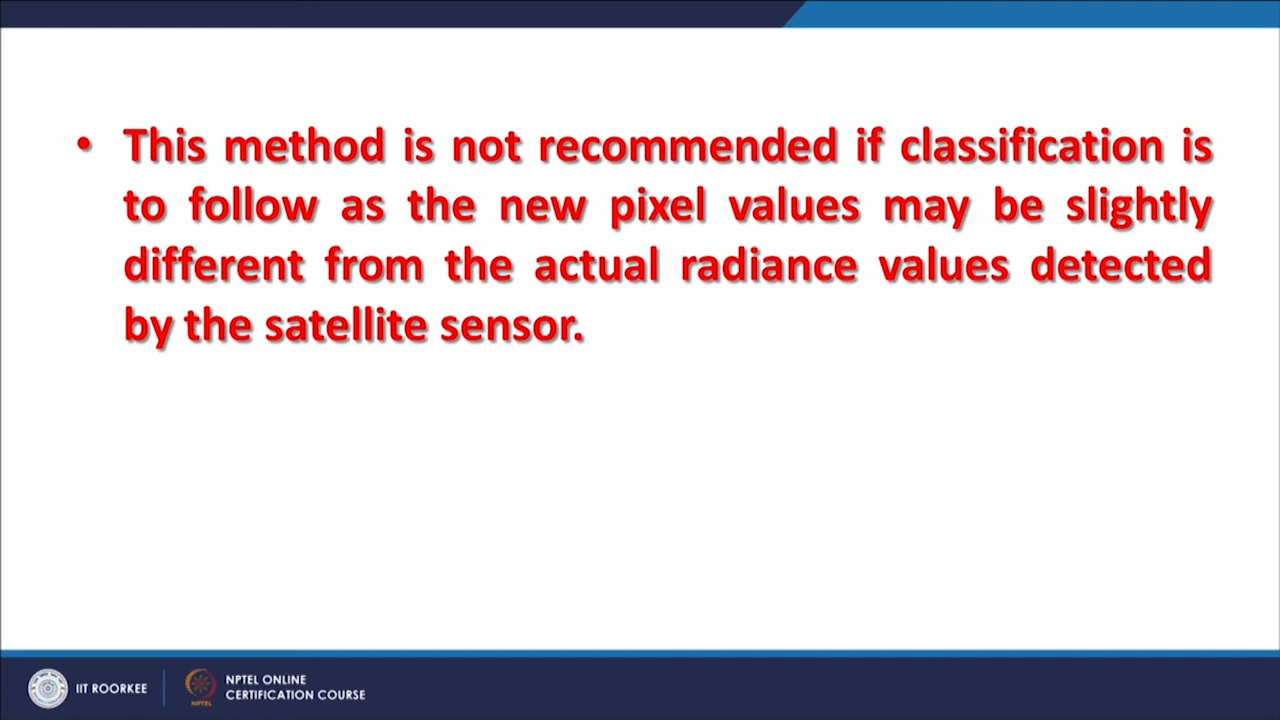 • This method is not recommended if classification is
to follow as the new pixel values may be slightly
different from the actual radiance values detected
by the satellite sensor.
IIT ROORKEE
NPTEL
NPTEL ONLINE
CERTIFICATION COURSE